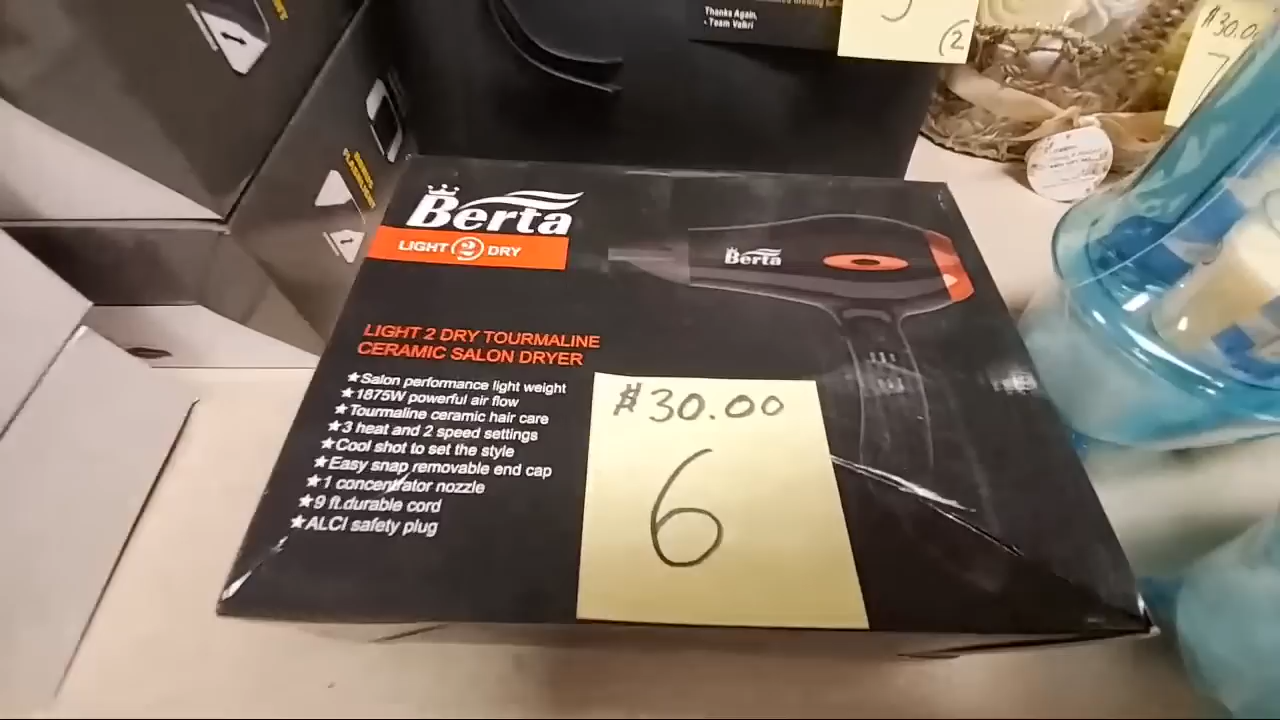 Thanks Again,
- Team Valkri
(2
$30.0
7
Berta
LIGHT 2 DRY
Berta
LIGHT 2 DRY TOURMALINE
CERAMIC SALON DRYER
★Salon performance light weight
★1875W powerful air flow
★Tourmaline ceramic hair care
★3 heat and 2 speed settings
★Cool shot to set the style
★Easy snap removable end cap
★1 concentrator nozzle
★9 ft.durable cord
★ALCI safety plug
$30.00
6